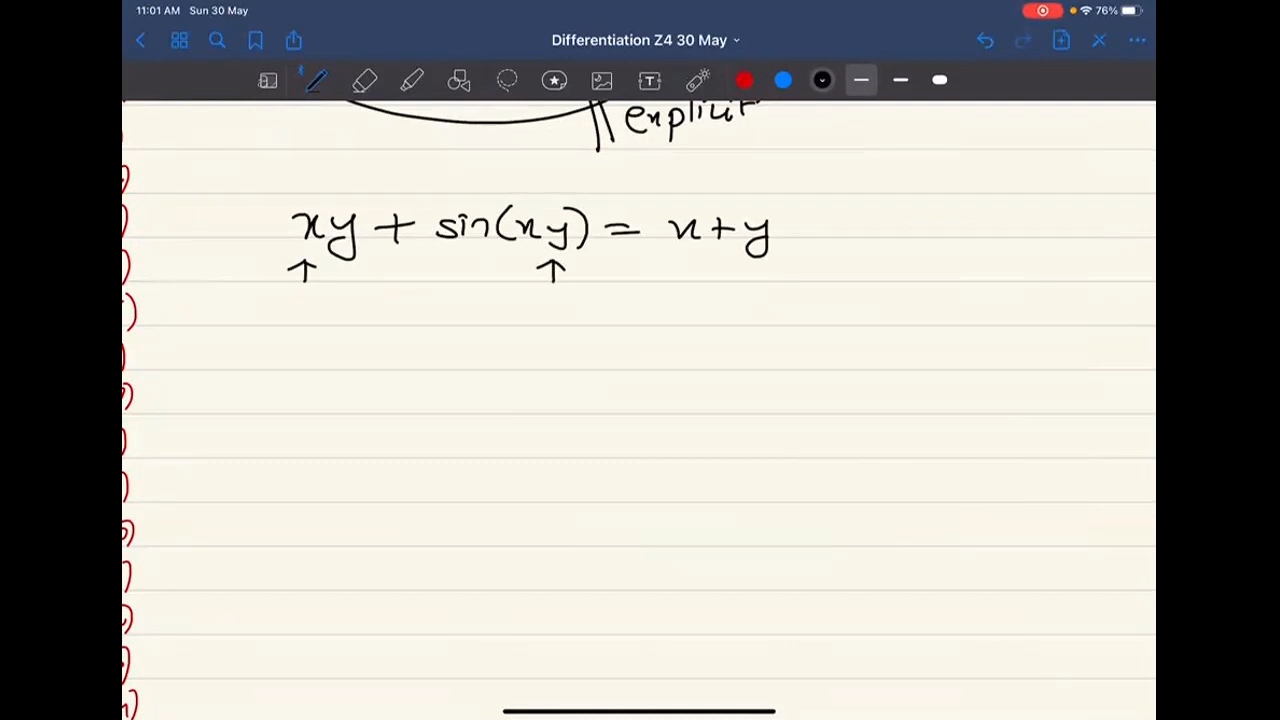 11:01 AM Sun 30 May
76%
Differentiation Z4 30 May
T
explicit
xy + sin(xy) = x+y